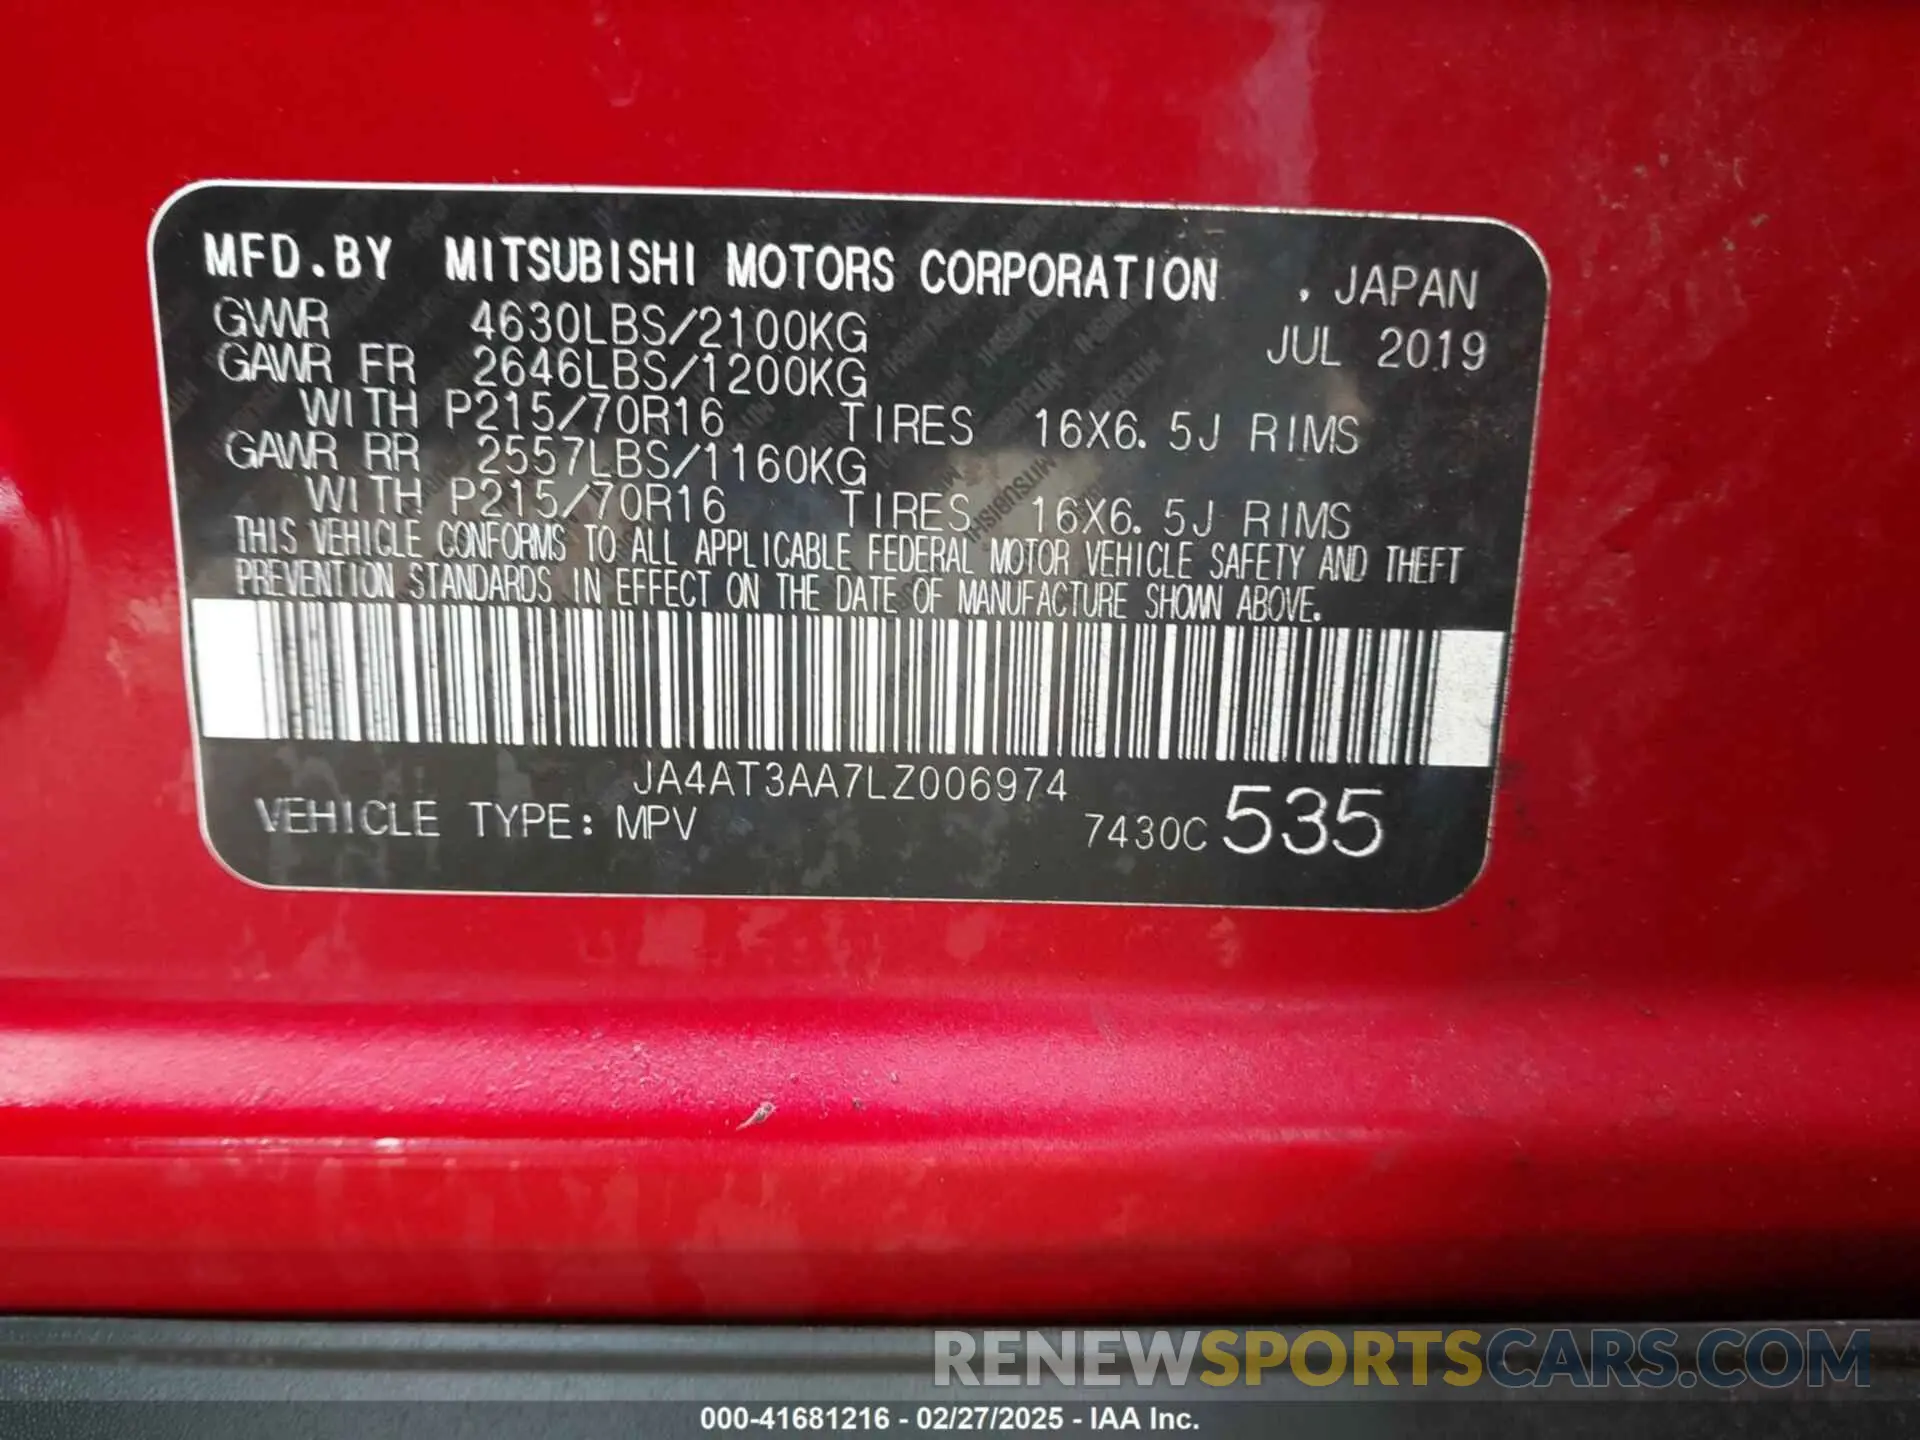 MFD.BY MITSUBISHI MOTORS CORPORATION , JAPAN
GVWR 4630LBS/2100KG JUL 2019
GAWR FR 2646LBS/1200KG
WITH P215/70R16 TIRES 16X6.5J RIMS
GAWR RR 2557LBS/1160KG
WITH P215/70R16 TIRES 16X6.5J RIMS
THIS VEHICLE CONFORMS TO ALL APPLICABLE FEDERAL MOTOR VEHICLE SAFETY AND THEFT
PREVENTION STANDARDS IN EFFECT ON THE DATE OF MANUFACTURE SHOWN ABOVE.
JA4AT3AA7LZ006974
VEHICLE TYPE: MPV 7430C 535
RENEWSPORTSCARS.COM
000-41681216 - 02/27/2025 - IAA Inc.